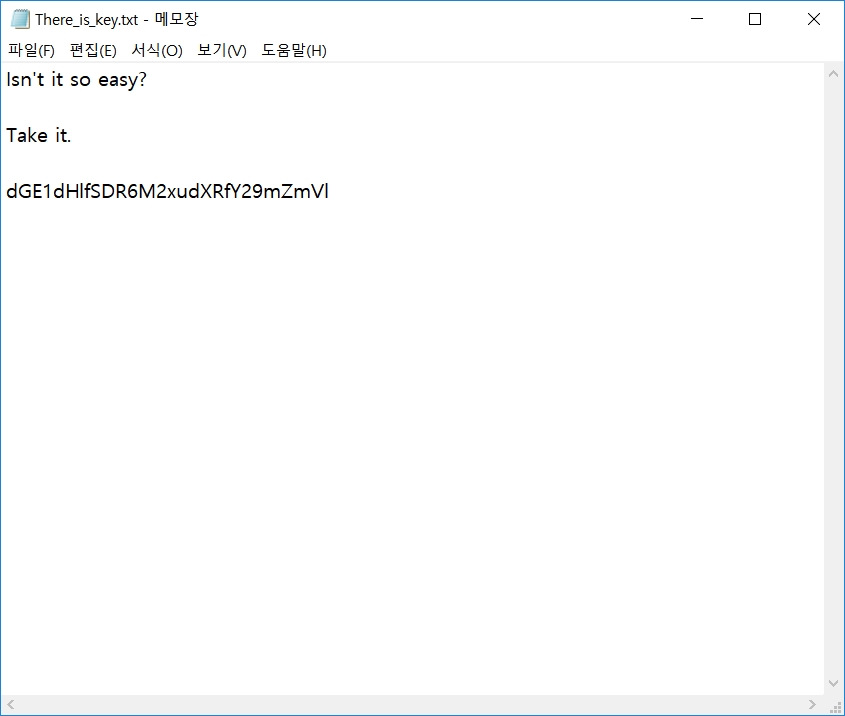 There_is_key.txt - 메모장
파일(F) 편집(E) 서식(O) 보기(V) 도움말(H)
Isn't it so easy?
Take it.
dGE1dHlfSDR6M2xudXRfY29mZmVl